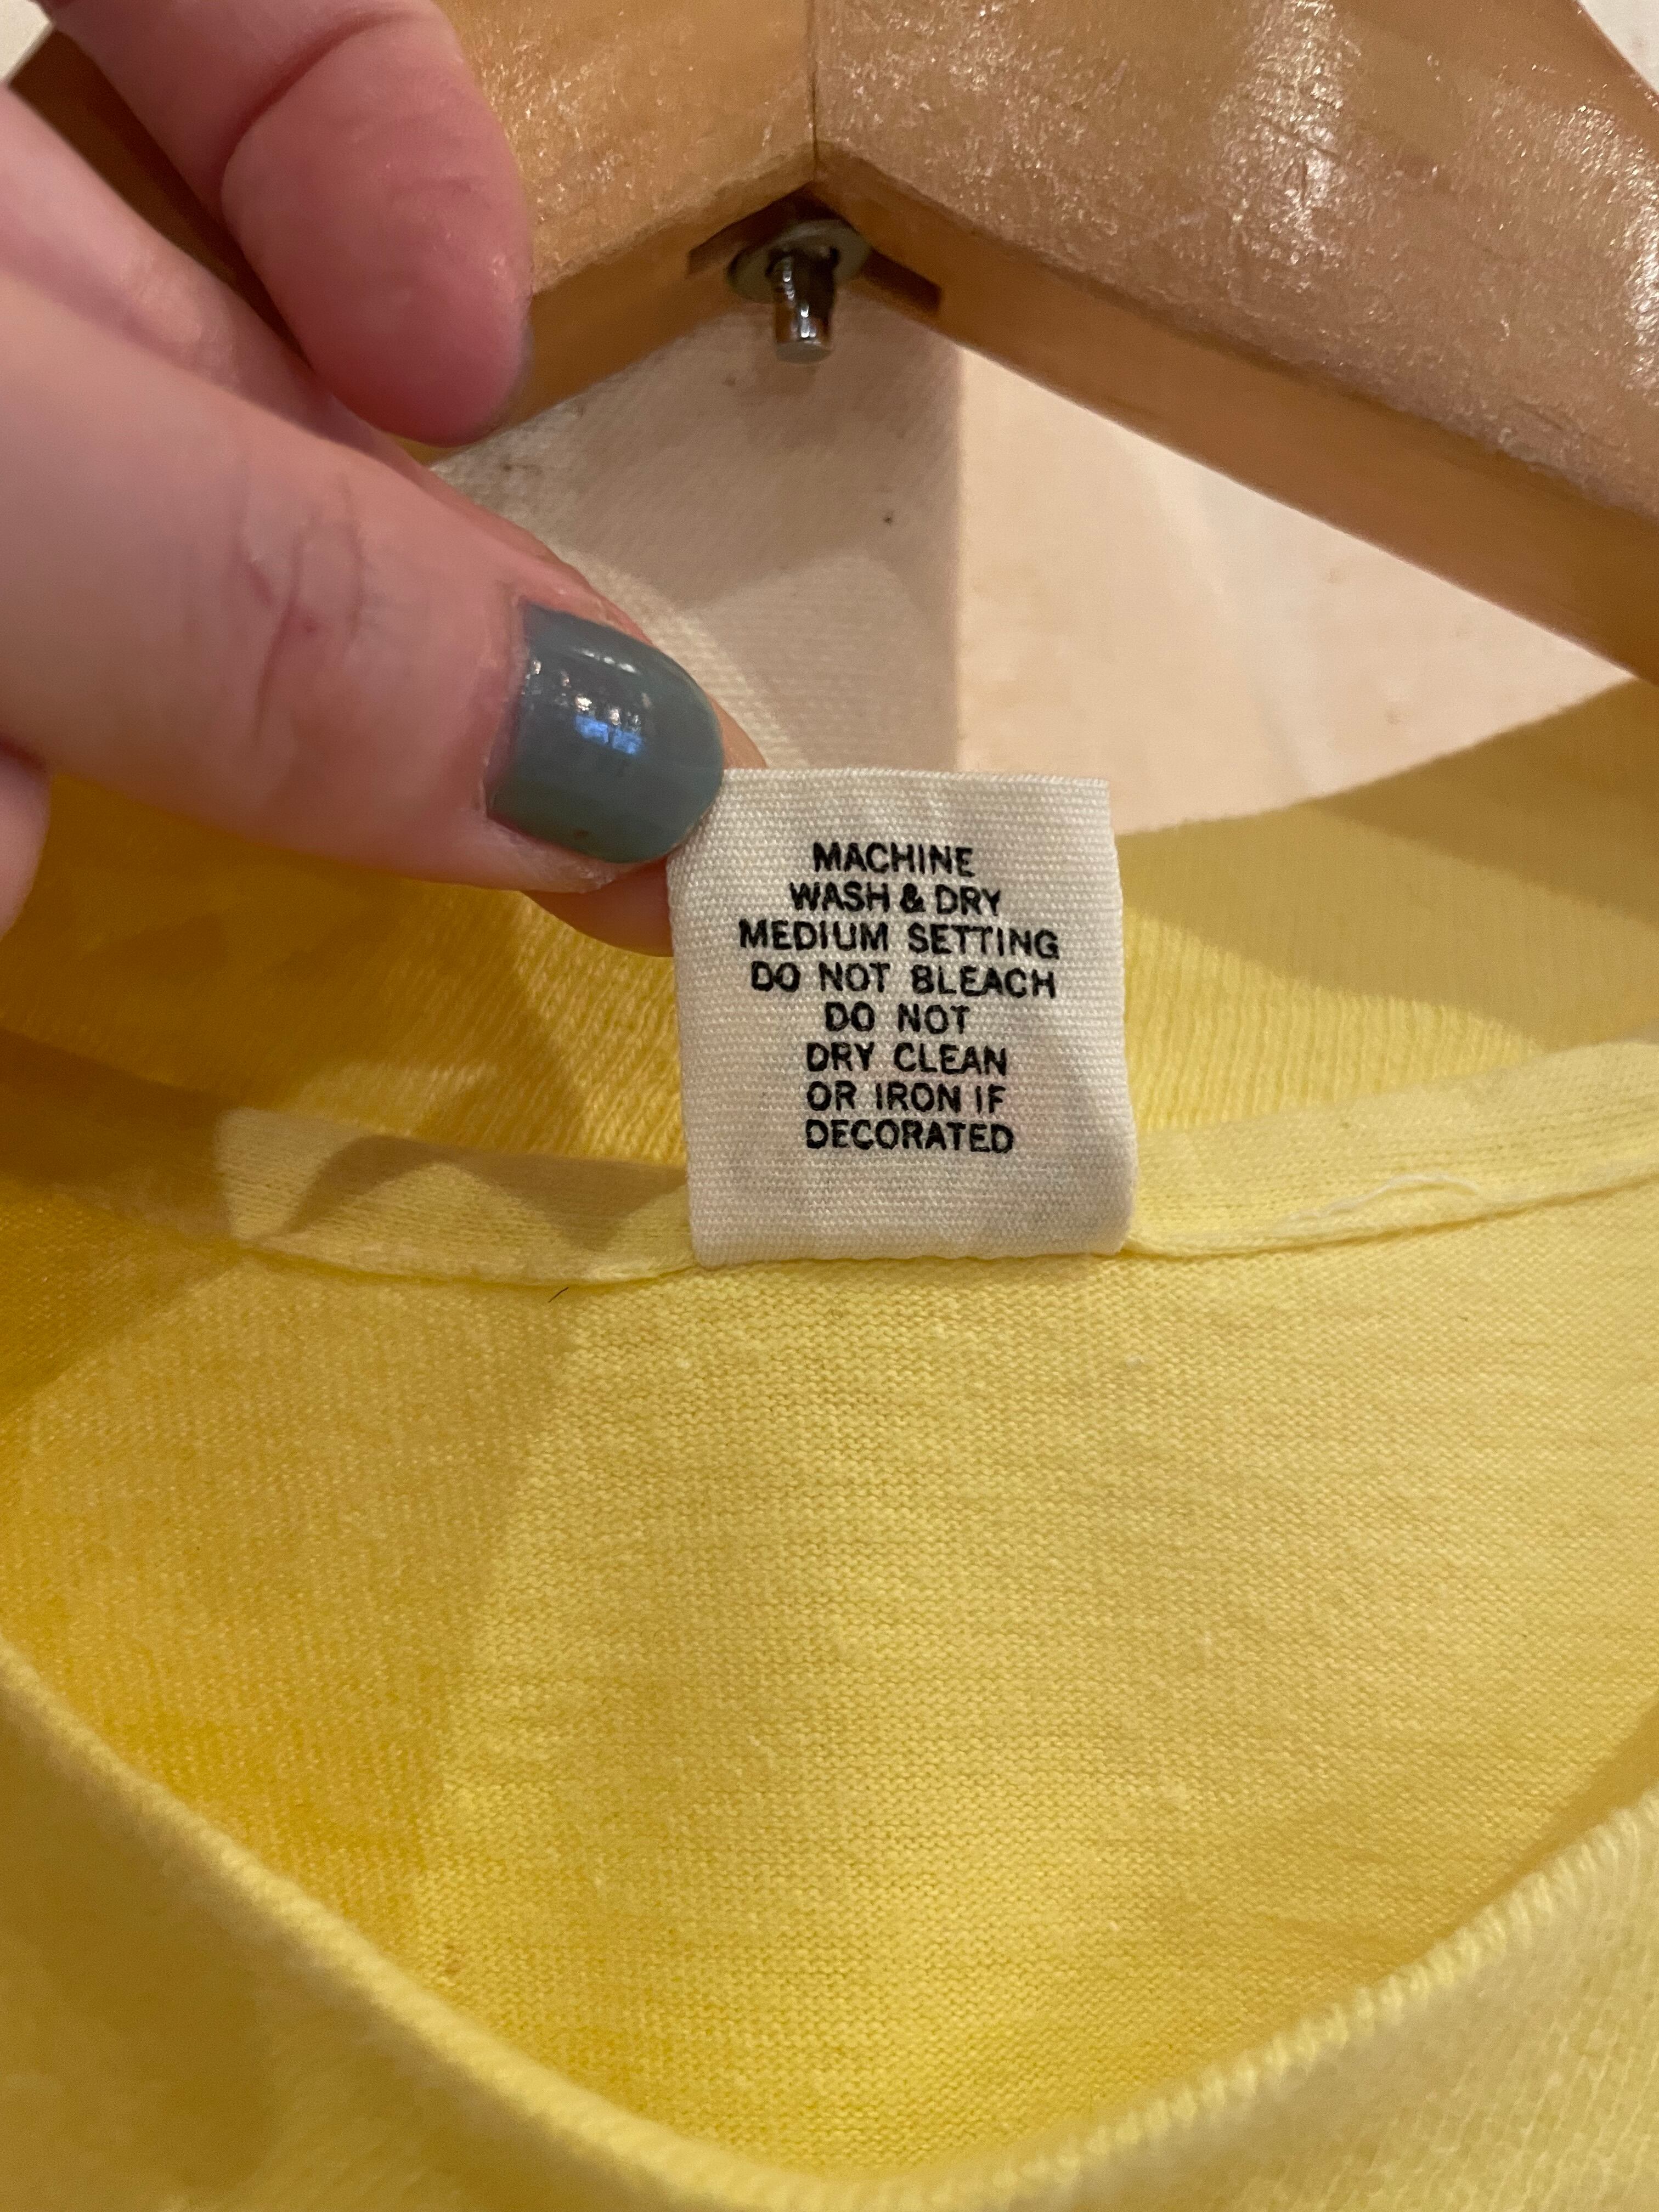 MACHINE
WASH & DRY
MEDIUM SETTING
DO NOT BLEACH
DO NOT
DRY CLEAN
OR IRON IF
DECORATED